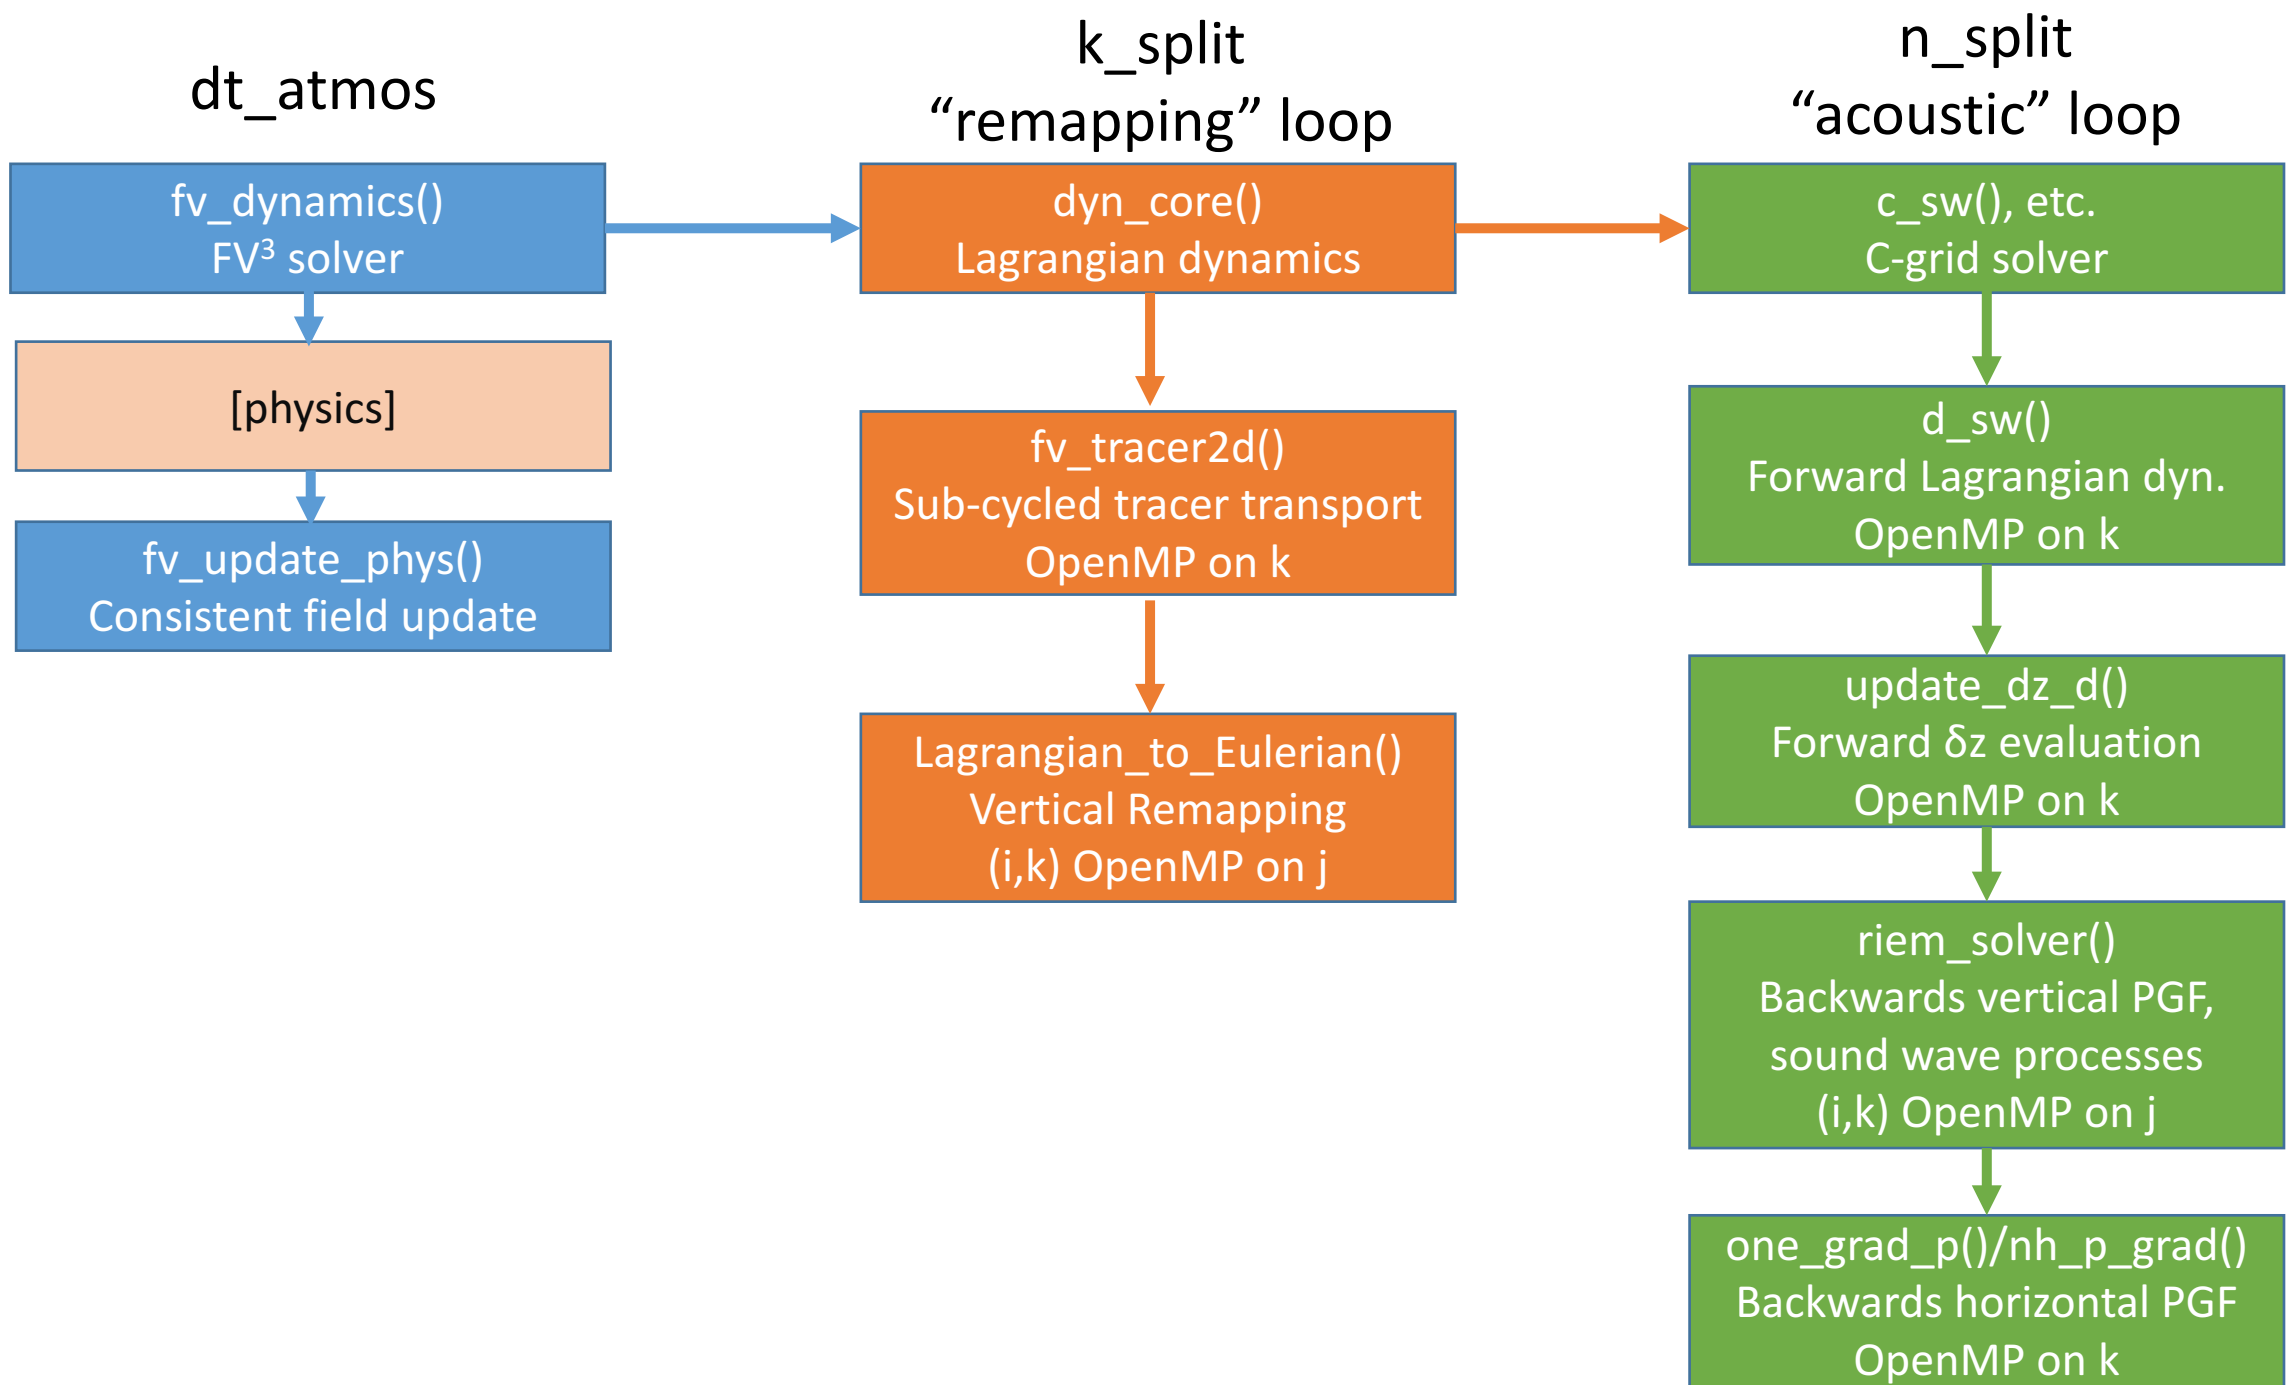 dt_atmos
fv_dynamics()
FV³ solver
[physics]
fv_update_phys()
Consistent field update
k_split
“remapping” loop
dyn_core()
Lagrangian dynamics
fv_tracer2d()
Sub-cycled tracer transport
OpenMP on k
Lagrangian_to_Eulerian()
Vertical Remapping
(i,k) OpenMP on j
n_split
“acoustic” loop
c_sw(), etc.
C-grid solver
d_sw()
Forward Lagrangian dyn.
OpenMP on k
update_dz_d()
Forward δz evaluation
OpenMP on k
riem_solver()
Backwards vertical PGF,
sound wave processes
(i,k) OpenMP on j
one_grad_p()/nh_p_grad()
Backwards horizontal PGF
OpenMP on k